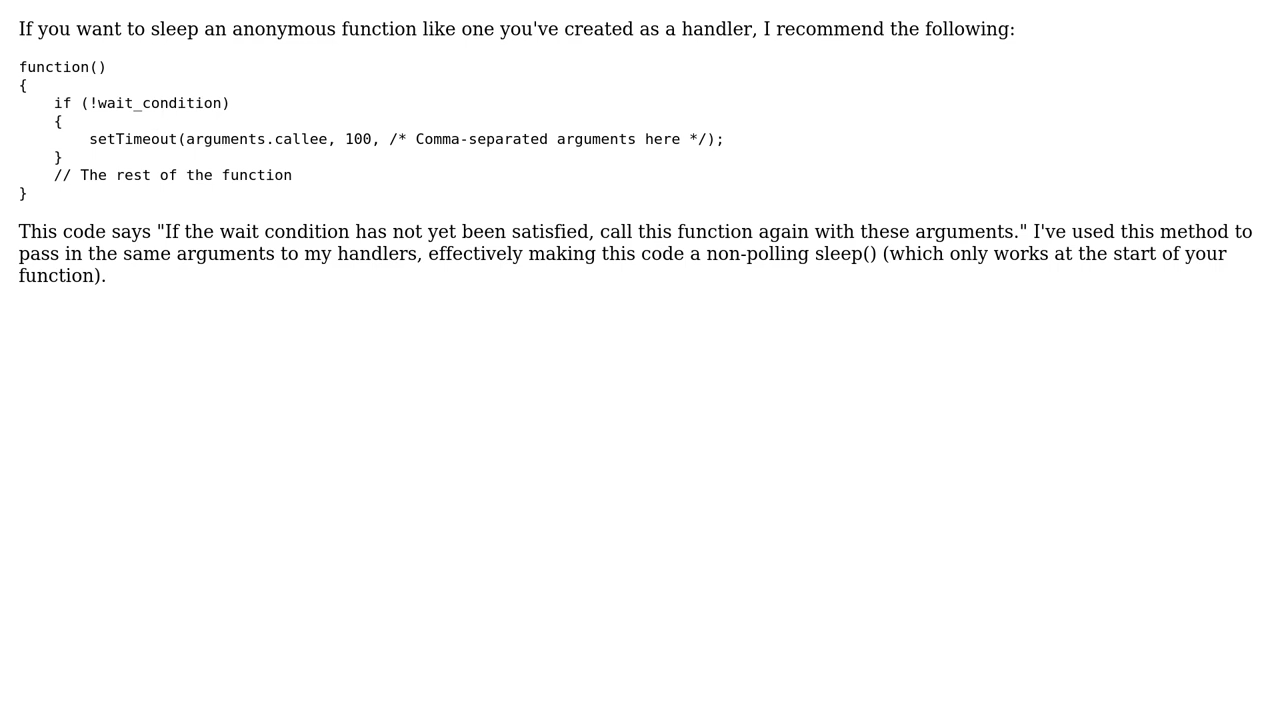 If you want to sleep an anonymous function like one you've created as a handler, I recommend the following:
function()
{
    if (!wait_condition)
    {
        setTimeout(arguments.callee, 100, /* Comma-separated arguments here */);
    }
    // The rest of the function
}
This code says "If the wait condition has not yet been satisfied, call this function again with these arguments." I've used this method to
pass in the same arguments to my handlers, effectively making this code a non-polling sleep() (which only works at the start of your
function).